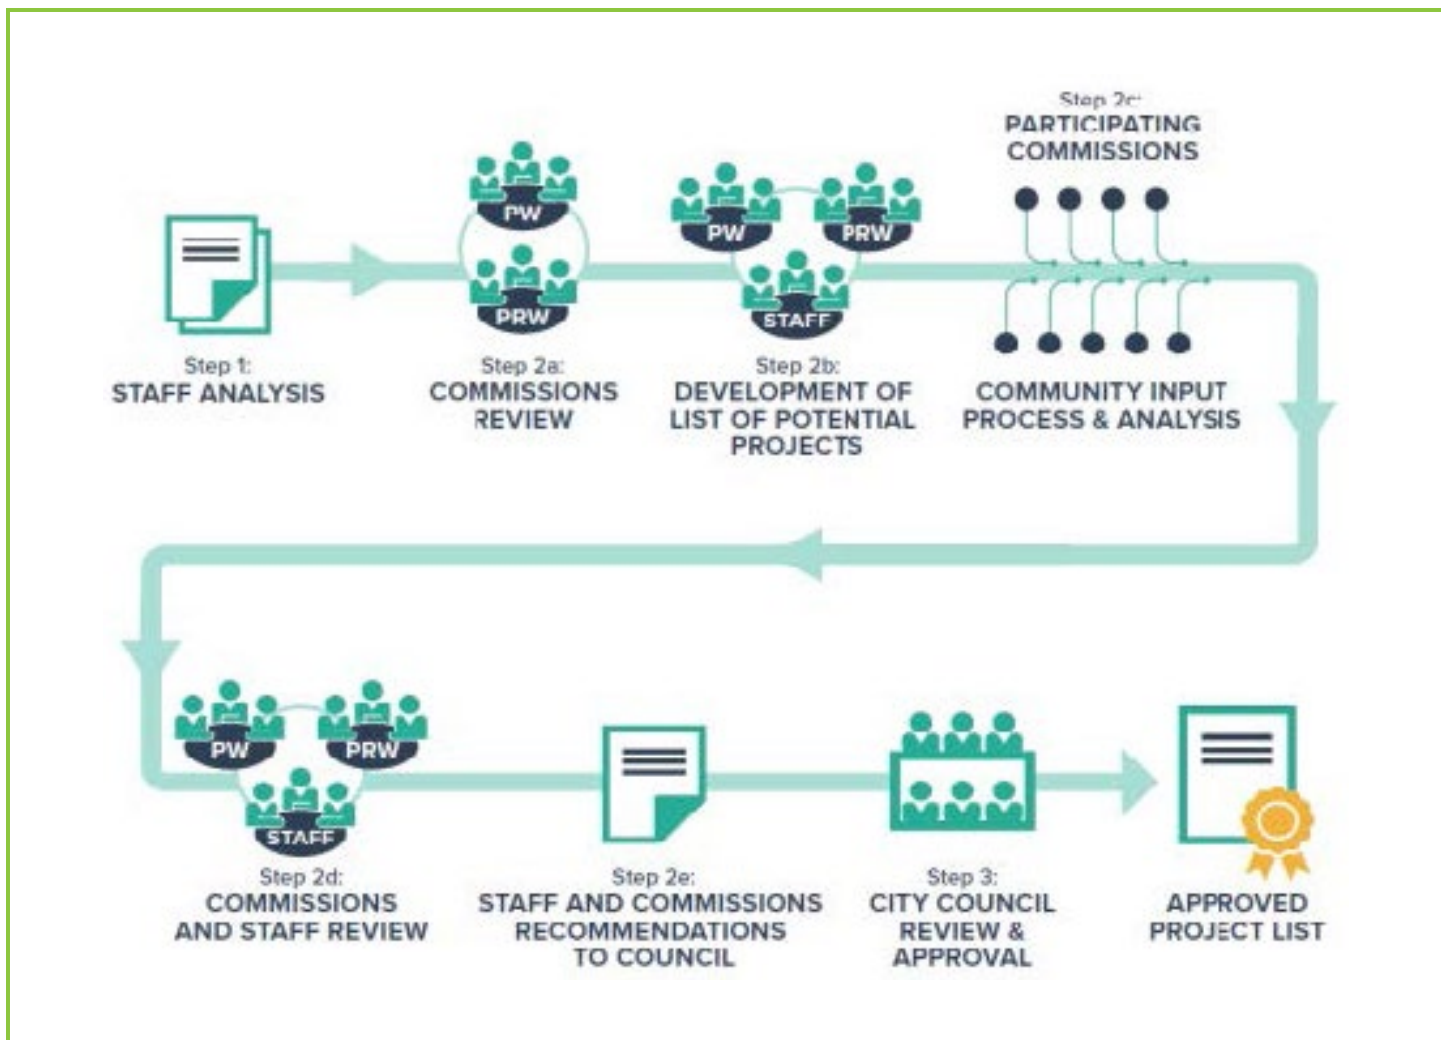 Step 2c:
PARTICIPATING
COMMISSIONS
PW
PRW
PW
PRW
STAFF
Step 1:
STAFF ANALYSIS
Step 2a:
COMMISSIONS
REVIEW
Step 2b:
DEVELOPMENT OF
LIST OF POTENTIAL
PROJECTS
COMMUNITY INPUT
PROCESS & ANALYSIS
PW
PRW
STAFF
Step 2d:
COMMISSIONS
AND STAFF REVIEW
Step 2e:
STAFF AND COMMISSIONS
RECOMMENDATIONS
TO COUNCIL
Step 3:
CITY COUNCIL
REVIEW &
APPROVAL
APPROVED
PROJECT LIST